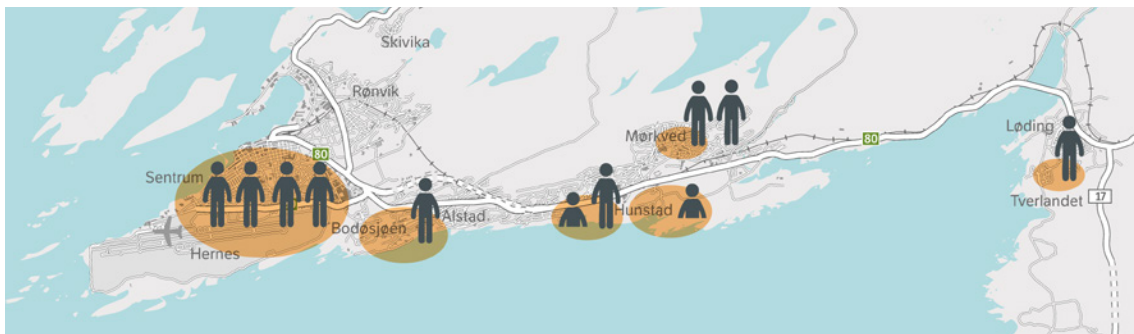 Skivika
Rønvik
80
Sentrum
Hernes
Bodøsjøen
Alstad
Hunstad
Mørkved
80
Løding
Tverlandet
17